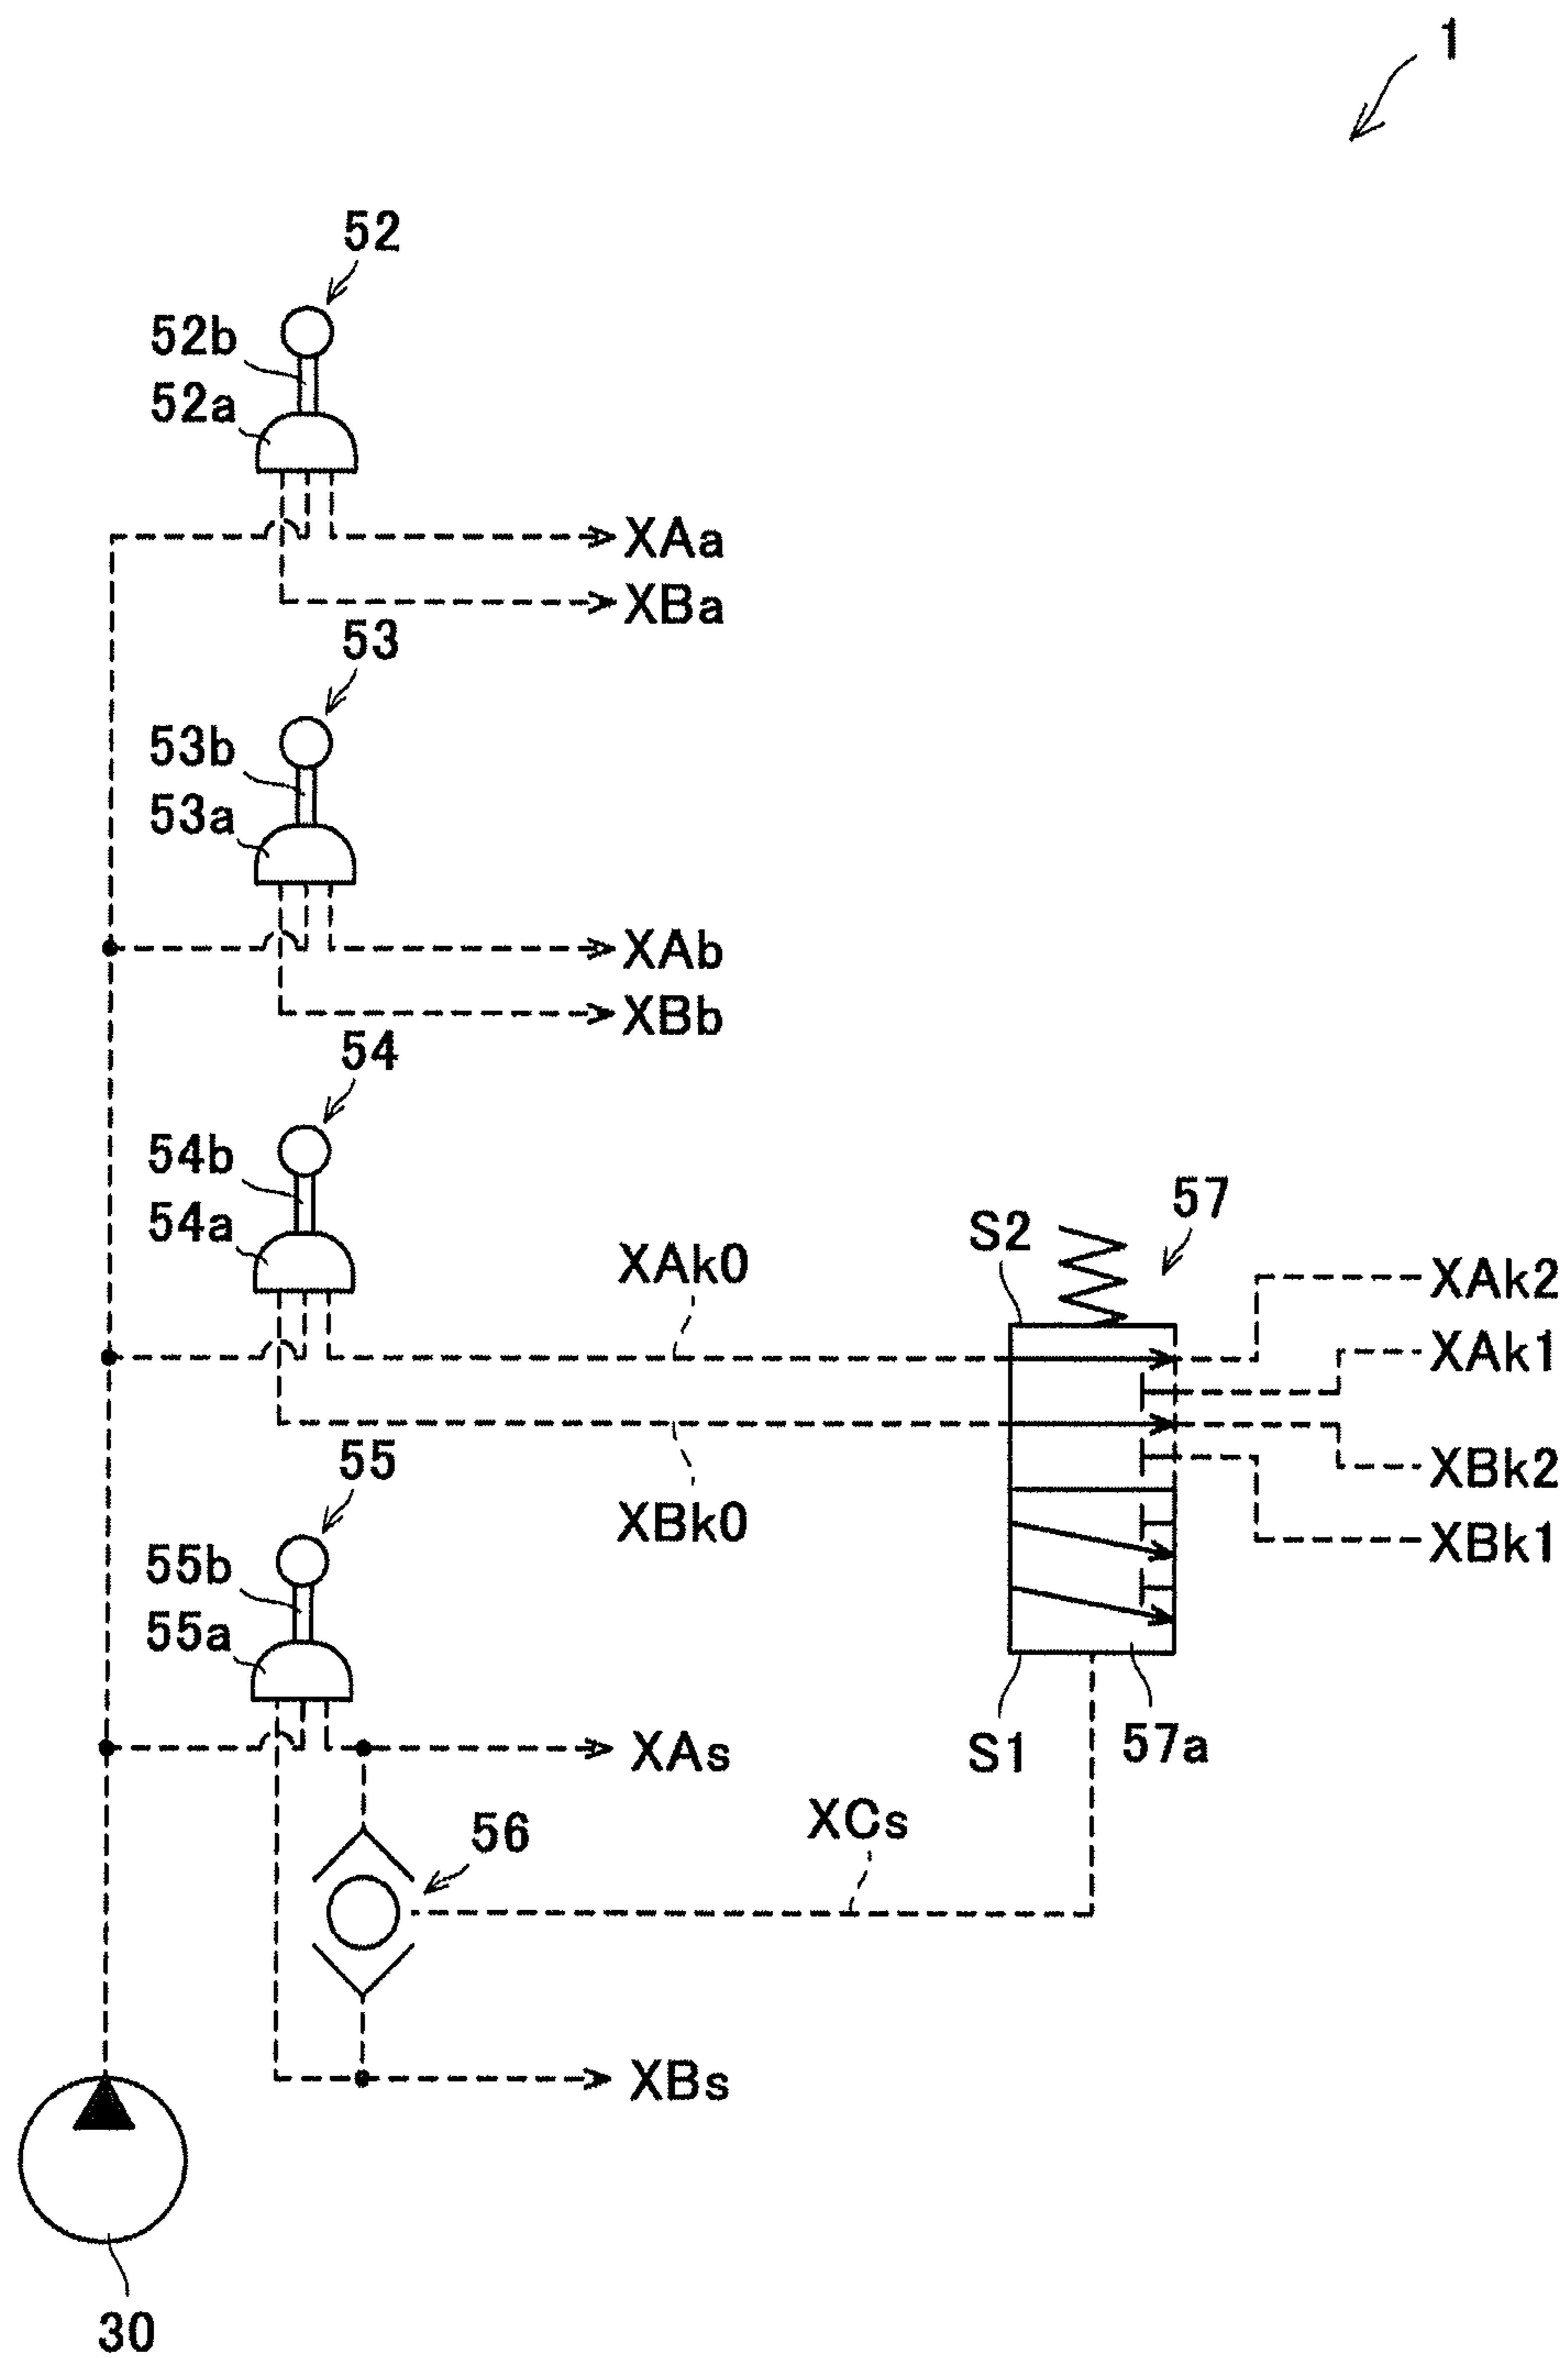 1
52
52b
52a
XAa
XBa
53
53b
53a
XAb
XBb
54
54b
54a
XAk0
XBk0
S2
57
XAk2
XAk1
XBk2
XBk1
55
55b
55a
S1
57a
XAs
56
XCs
XBs
30